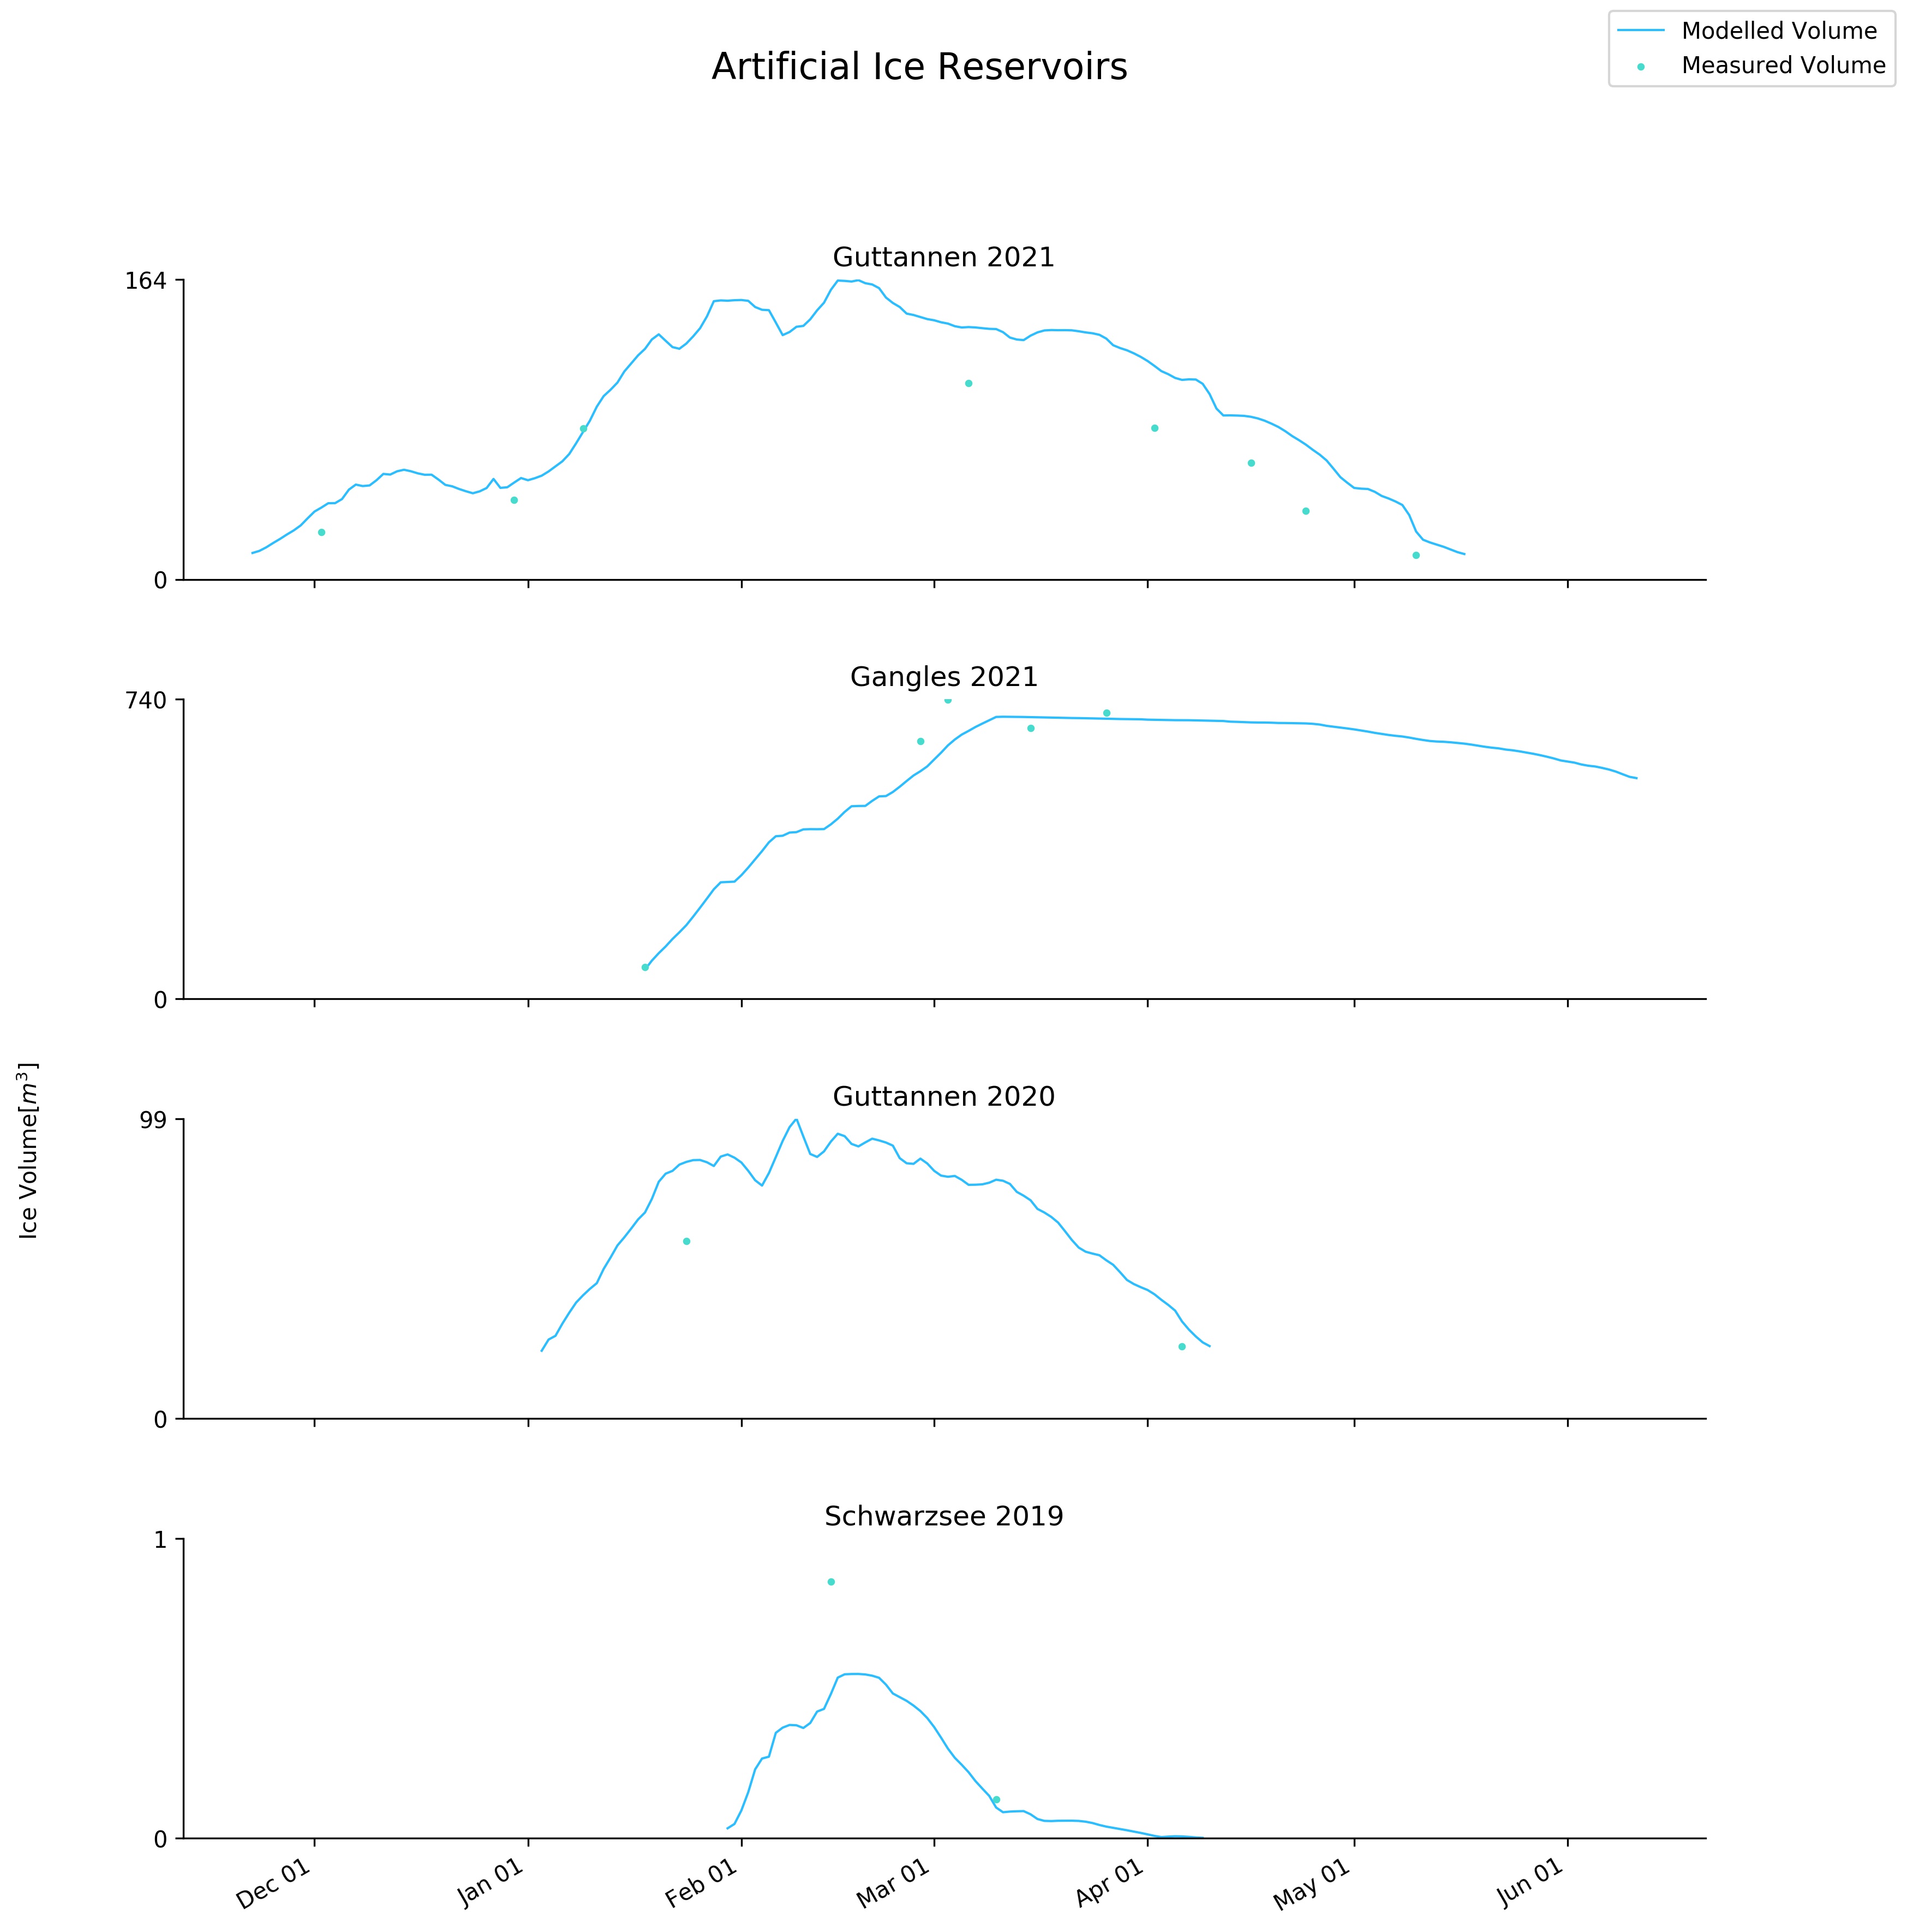 Modelled Volume
Measured Volume
Artificial Ice Reservoirs
Guttannen 2021
164
0
Gangles 2021
740
0
Ice Volume[m³]
Guttannen 2020
99
0
Schwarzsee 2019
1
0
Dec 01
Jan 01
Feb 01
Mar 01
Apr 01
May 01
Jun 01